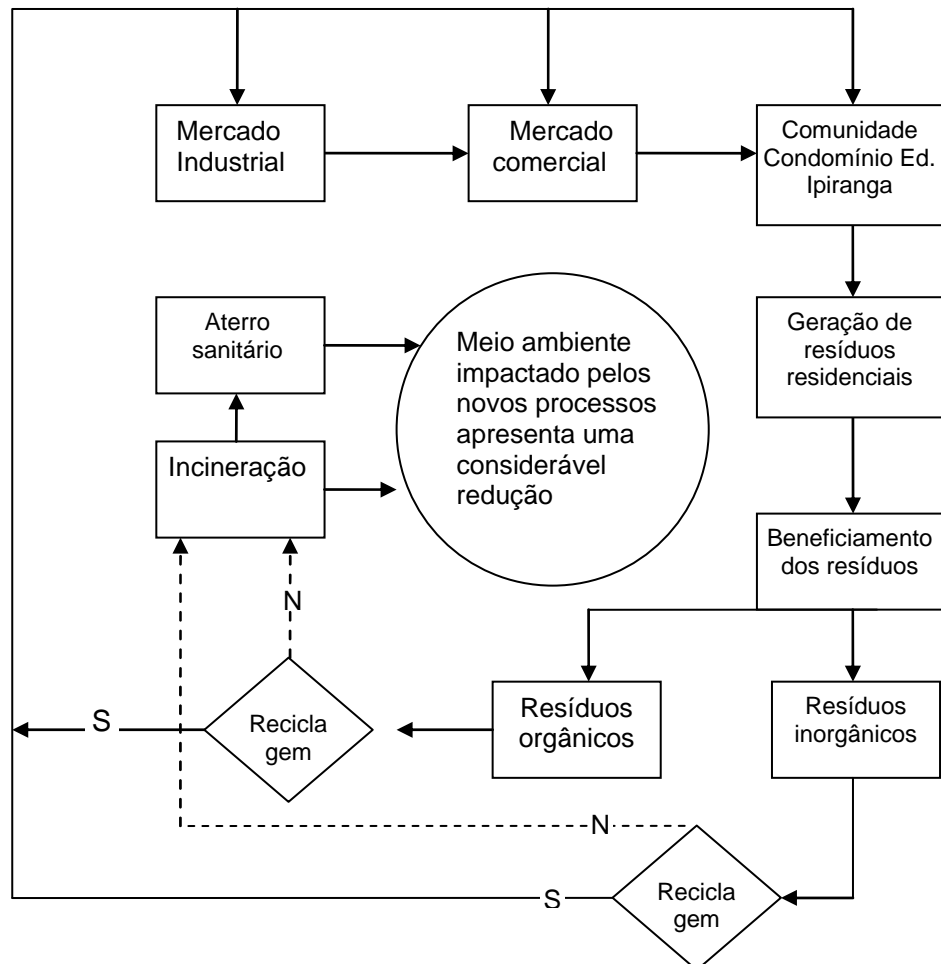 Mercado
Industrial
Mercado
comercial
Comunidade
Condomínio Ed.
Ipiranga
Aterro
sanitário
Meio ambiente
impactado pelos
novos processos
apresenta uma
considerável
redução
Geração de
resíduos
residenciais
Incineração
Beneficiamento
dos resíduos
N
Recicla
gem
S
Resíduos
orgânicos
Resíduos
inorgânicos
N
Recicla
gem
S